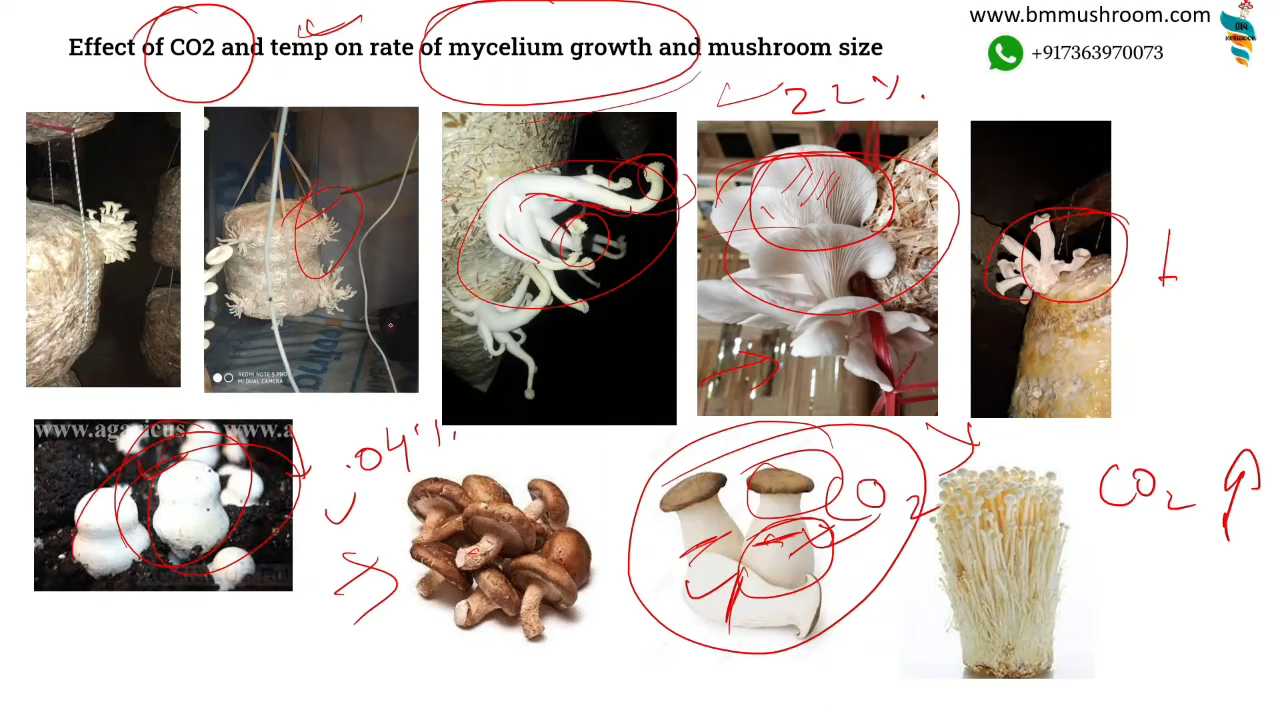 www.bmmushroom.com
Effect of CO2 and temp on rate of mycelium growth and mushroom size
+917363970073
22%.
REDMI NOTE 5 PRO
MI DUAL CAMERA
.04%.
CO2
CO2